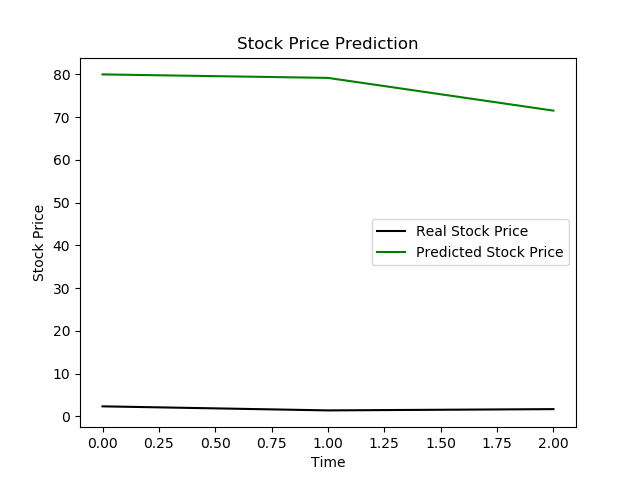 Stock Price Prediction
80
70
60
50
40
30
20
10
0
Stock Price
Real Stock Price
Predicted Stock Price
0.00 0.25 0.50 0.75 1.00 1.25 1.50 1.75 2.00
Time